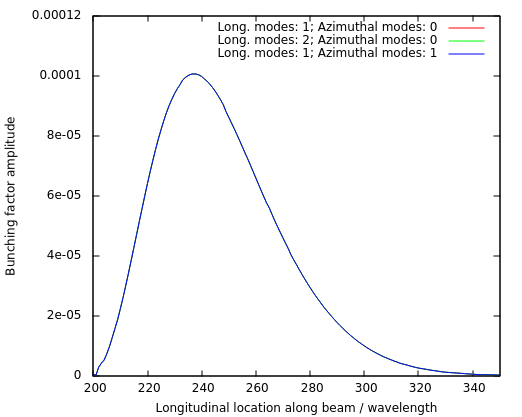 0.00012
0.0001
8e-05
6e-05
4e-05
2e-05
0
200 220 240 260 280 300 320 340
Bunching factor amplitude
Longitudinal location along beam / wavelength
Long. modes: 1; Azimuthal modes: 0
Long. modes: 2; Azimuthal modes: 0
Long. modes: 1; Azimuthal modes: 1